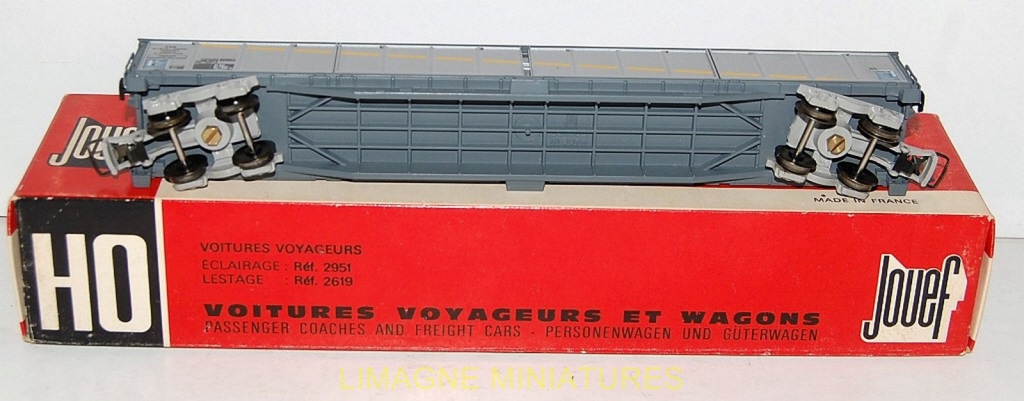 Jouef
MADE IN FRANCE
HO
VOITURES VOYAGEURS
ÉCLAIRAGE : Réf. 2951
LESTAGE : Réf. 2619
VOITURES VOYAGEURS ET WAGONS
PASSENGER COACHES AND FREIGHT CARS - PERSONENWAGEN UND GÜTERWAGEN
Jouef
LIMAGNE MINIATURES